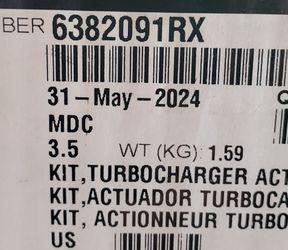 BER 6382091RX
31-May-2024 Q
MDC
3.5 WT (KG): 1.59
KIT,TURBOCHARGER ACT
KIT,ACTUADOR TURBOCA
KIT, ACTIONNEUR TURBO
US